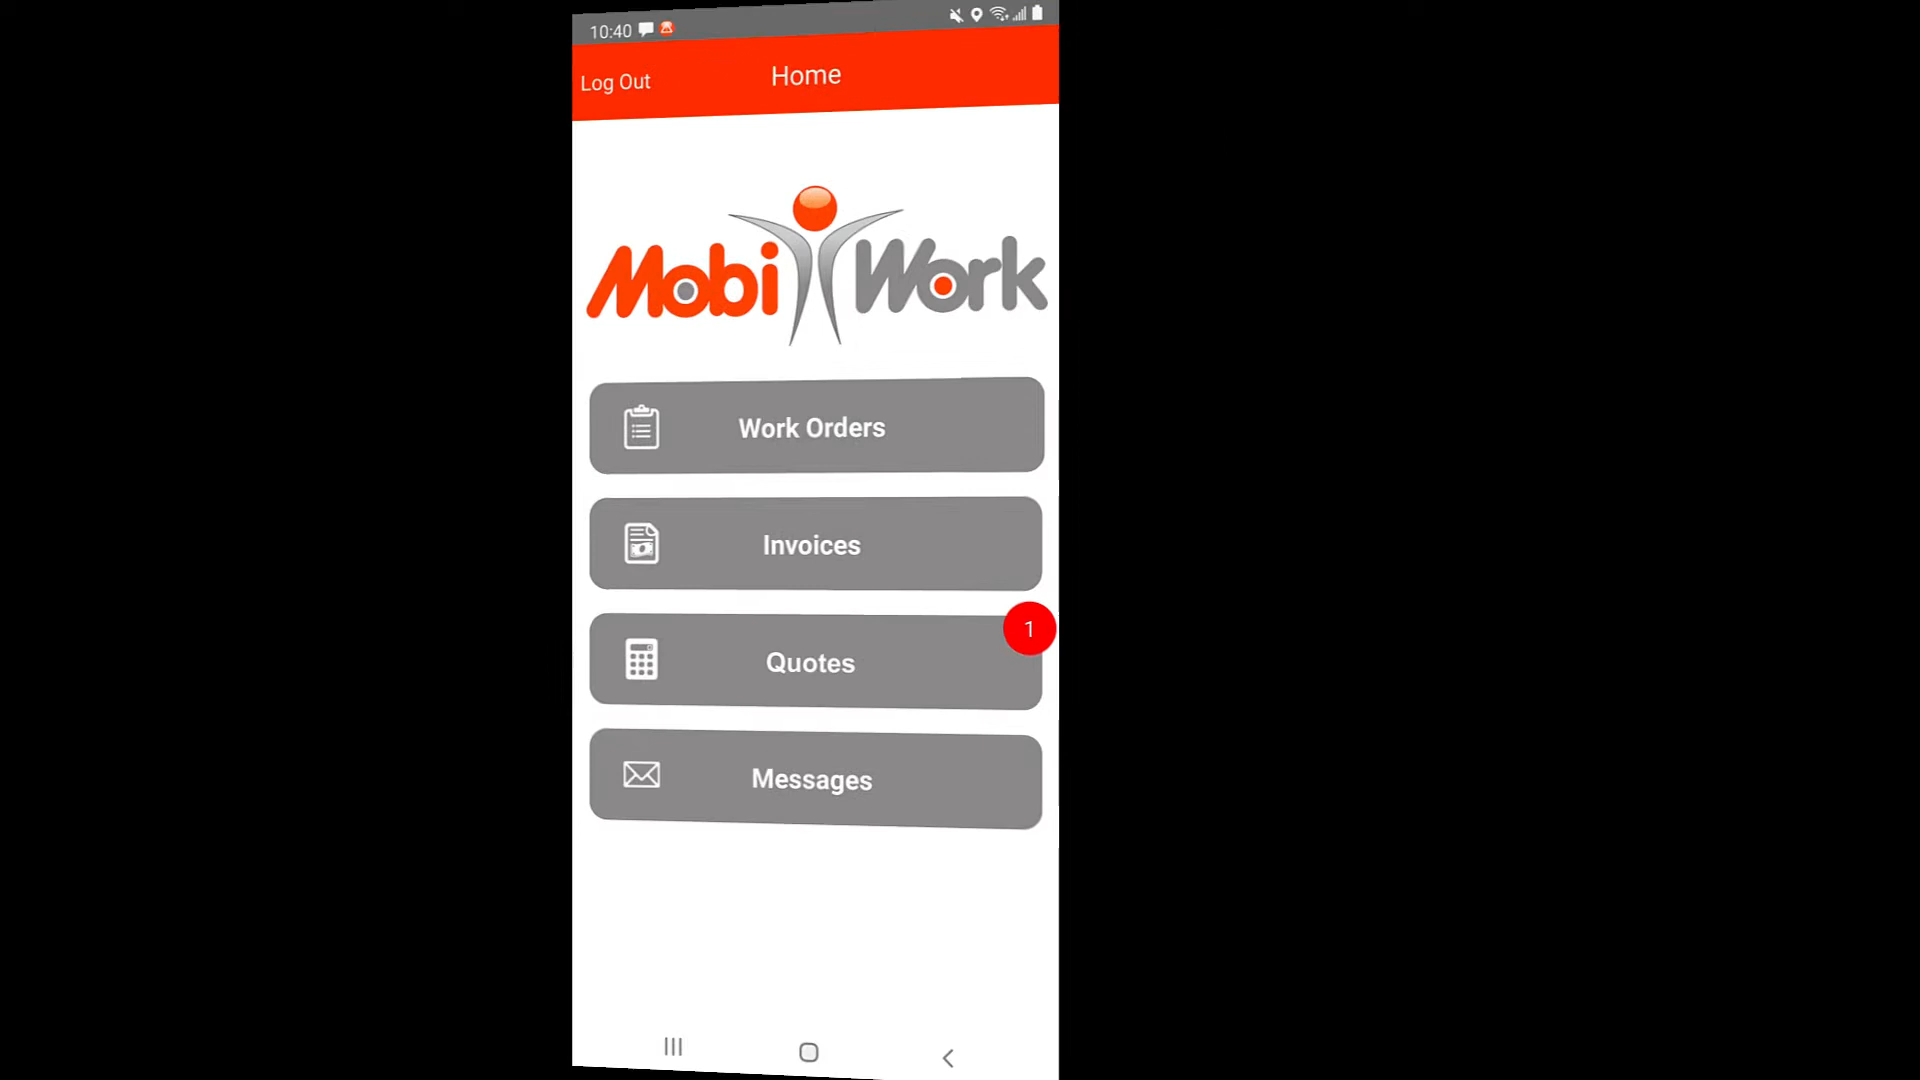 10:40
Log Out
Home
Mobi Work
Work Orders
Invoices
1
Quotes
Messages